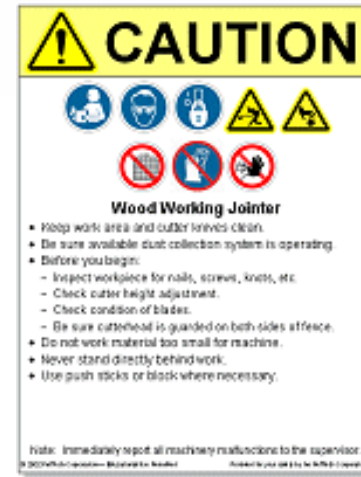 CAUTION
Wood Working Jointer
• Keep work area and cutter knives clean.
• Be sure available dust collection system is operating.
• Before you begin:
– Inspect workpiece for nails, screws, knots, etc.
– Check cutter height adjustment.
– Check condition of blades.
– Be sure cutterhead is guarded on both sides of fence.
• Do not work material too small for machine.
• Never stand directly behind work.
• Use push sticks or block where necessary.
Note: Immediately report all machinery malfunctions to the supervisor.